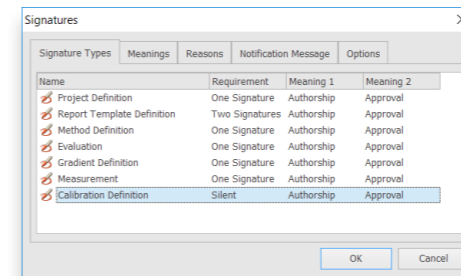 Signatures
Signature Types Meanings Reasons Notification Message Options
Name Requirement Meaning 1 Meaning 2
Project Definition One Signature Authorship Approval
Report Template Definition Two Signatures Authorship Approval
Method Definition One Signature Authorship Approval
Evaluation One Signature Authorship Approval
Gradient Definition One Signature Authorship Approval
Measurement One Signature Authorship Approval
Calibration Definition Silent Authorship Approval
OK Cancel